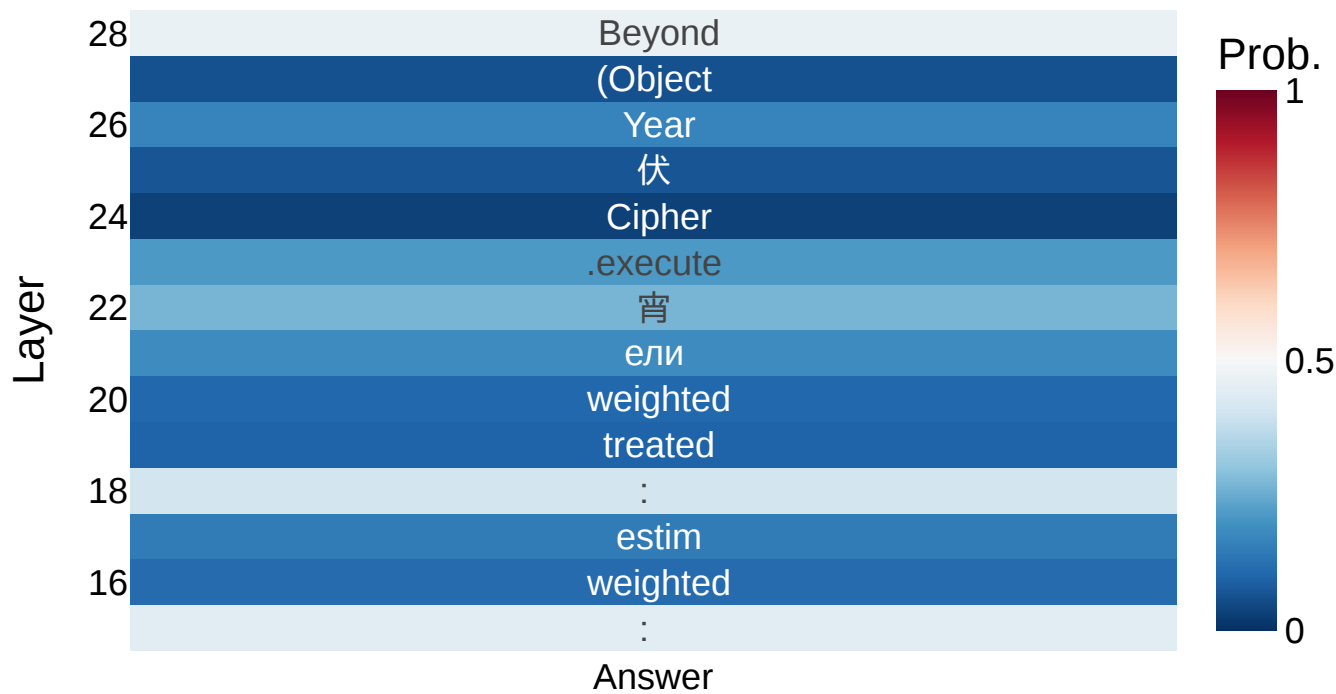 28 Beyond
(Object
Prob.
1
26 Year
伏
24 Cipher
.execute
Layer
22 宵
ели
0.5
20 weighted
treated
18 :
estim
16 weighted
:
0
Answer